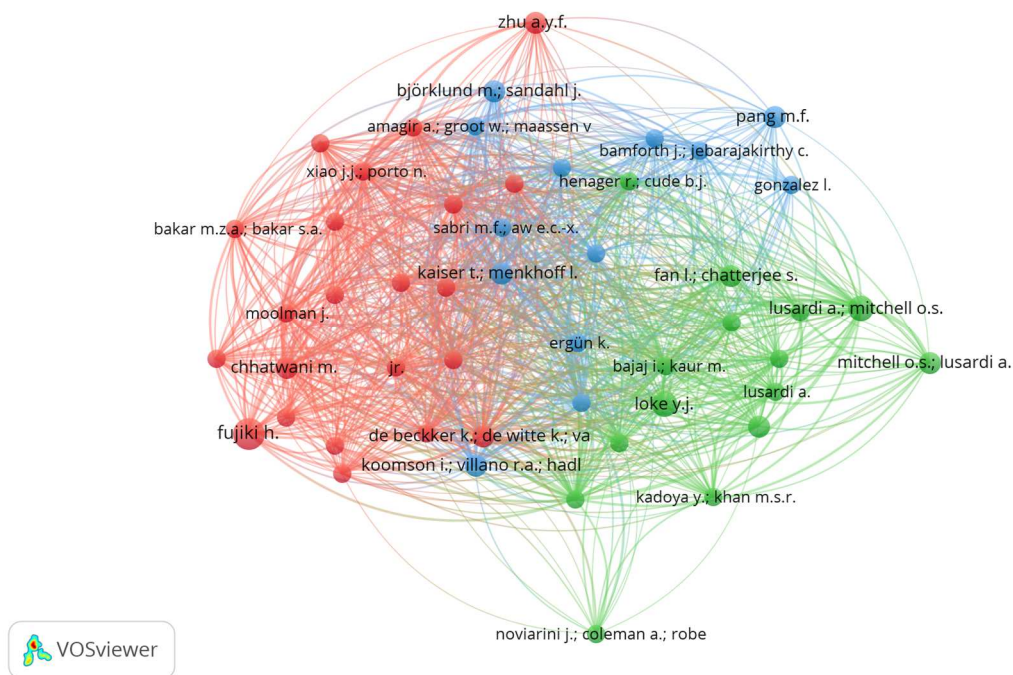 zhu a.y.f.
björklund m.; sandahl j.
pang m.f.
amagir a.; groot w.; maassen v
bamforth j.; jebarajakirthy c.
xiao j.j.; porto n.
henager r.; cude b.j.
gonzalez l.
bakar m.z.a.; bakar s.a.
sabri m.f.; aw e.c.-x.
kaiser t.; menkhoff l.
fan l.; chatterjee s.
moolman j.
lusardi a.; mitchell o.s.
ergün k.
chhatwani m.
jr.
bajaj i.; kaur m.
mitchell o.s.; lusardi a.
lusardi a.
loke y.j.
fujiki h.
de beckker k.; de witte k.; va
koomson i.; villano r.a.; hadl
kadoya y.; khan m.s.r.
noviarini j.; coleman a.; robe
VOSviewer